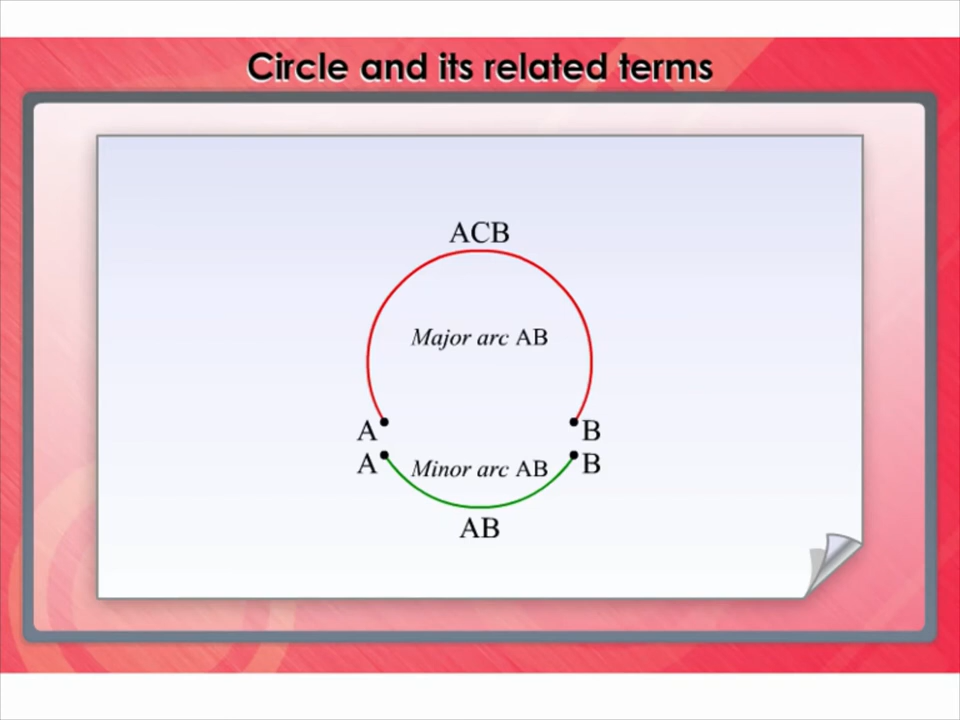 Circle and its related terms
ACB
Major arc AB
A B
A Minor arc AB B
AB